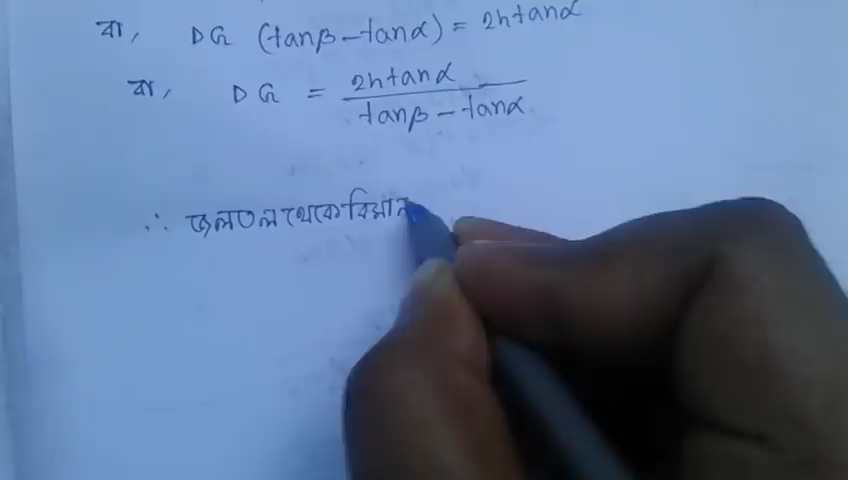 বা, DG (tanβ-tanα) = 2htanα
বা, DG = 2htanα / tanβ-tanα
∴ জলতল থেকে বিমান